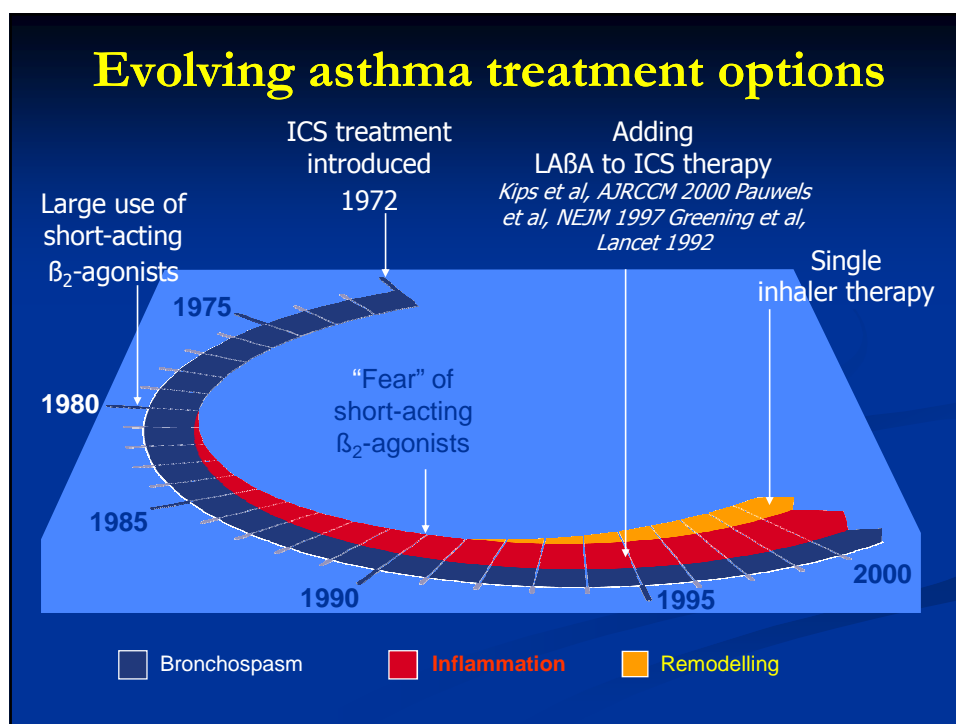 Evolving asthma treatment options
ICS treatment
introduced
1972
Adding
LAßA to ICS therapy
Kips et al, AJRCCM 2000 Pauwels
et al, NEJM 1997 Greening et al,
Lancet 1992
Large use of
short-acting
ß2-agonists
Single
inhaler therapy
1975
"Fear" of
short-acting
ß2-agonists
1980
1985
1990
1995
2000
Bronchospasm
Inflammation
Remodelling